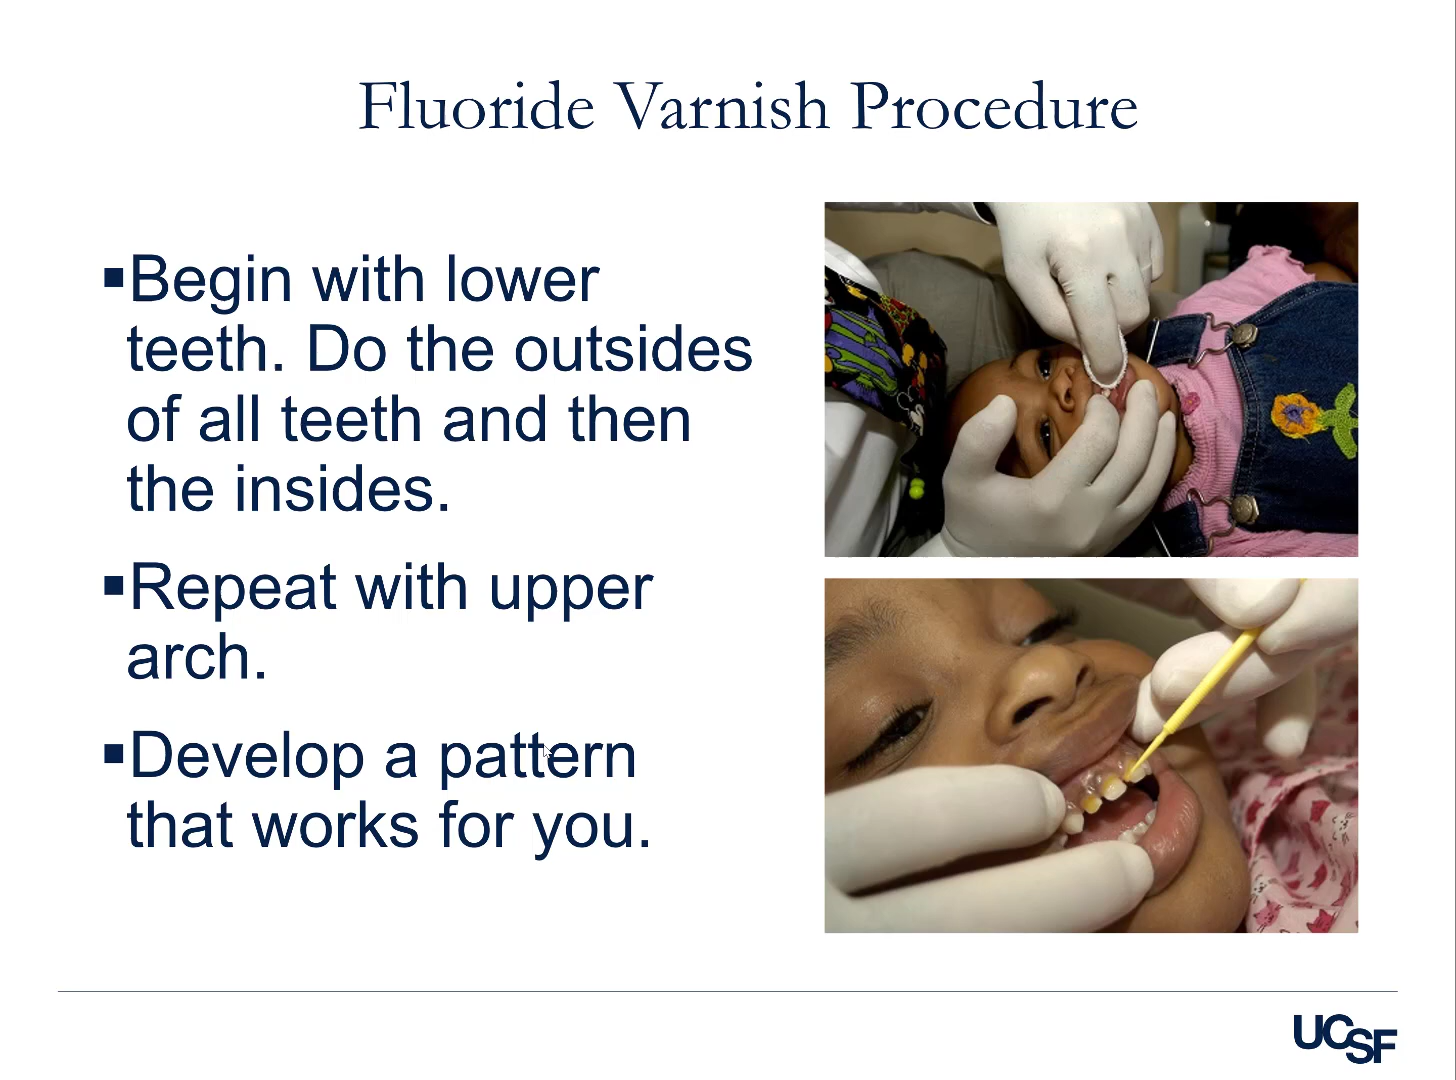 Fluoride Varnish Procedure
▪Begin with lower
teeth. Do the outsides
of all teeth and then
the insides.
▪Repeat with upper
arch.
▪Develop a pattern
that works for you.
UCSF